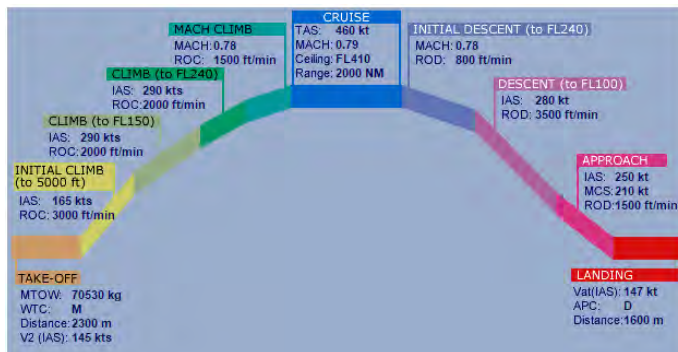 CRUISE
TAS: 460 kt
MACH: 0.79
Ceiling: FL410
Range: 2000 NM
MACH CLIMB
MACH: 0.78
ROC: 1500 ft/min
INITIAL DESCENT (to FL240)
MACH: 0.78
ROD: 800 ft/min
CLIMB (to FL240)
IAS: 290 kts
ROC: 2000 ft/min
DESCENT (to FL100)
IAS: 280 kt
ROD: 3500 ft/min
CLIMB (to FL150)
IAS: 290 kts
ROC: 2000 ft/min
INITIAL CLIMB
(to 5000 ft)
IAS: 165 kts
ROC: 3000 ft/min
APPROACH
IAS: 250 kt
MCS: 210 kt
ROD: 1500 ft/min
TAKE-OFF
MTOW: 70530 kg
WTC: M
Distance: 2300 m
V2 (IAS): 145 kts
LANDING
Vat(IAS): 147 kt
APC: D
Distance: 1600 m